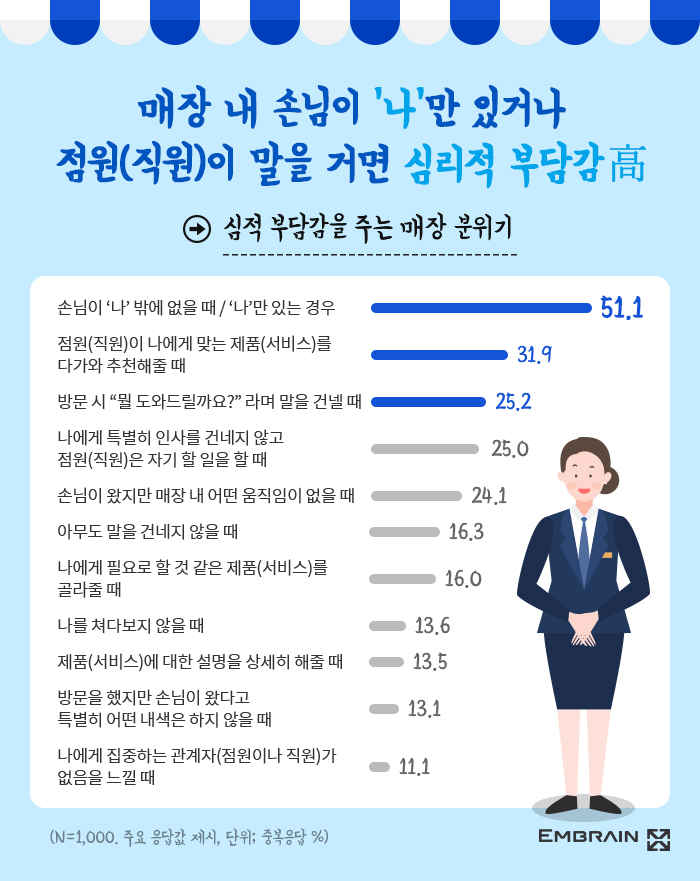 매장 내 손님이 '나'만 있거나
점원(직원)이 말을 거면 심리적 부담감高
심적 부담감을 주는 매장 분위기
손님이 ‘나’ 밖에 없을 때 / ‘나’만 있는 경우 51.1
점원(직원)이 나에게 맞는 제품(서비스)를
다가와 추천해줄 때 31.9
방문 시 “뭘 도와드릴까요?” 라며 말을 건넬 때 25.2
나에게 특별히 인사를 건네지 않고
점원(직원)은 자기 할 일을 할 때 25.0
손님이 왔지만 매장 내 어떤 움직임이 없을 때 24.1
아무도 말을 건네지 않을 때 16.3
나에게 필요로 할 것 같은 제품(서비스)를
골라줄 때 16.0
나를 쳐다보지 않을 때 13.6
제품(서비스)에 대한 설명을 상세히 해줄 때 13.5
방문을 했지만 손님이 왔다고
특별히 어떤 내색은 하지 않을 때 13.1
나에게 집중하는 관계자(점원이나 직원)가
없음을 느낄 때 11.1
(N=1,000. 주요 응답값 제시, 단위; 중복응답 %)
EMBRAIN